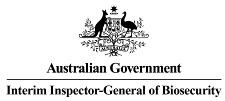 Australian Government
Interim Inspector-General of Biosecurity